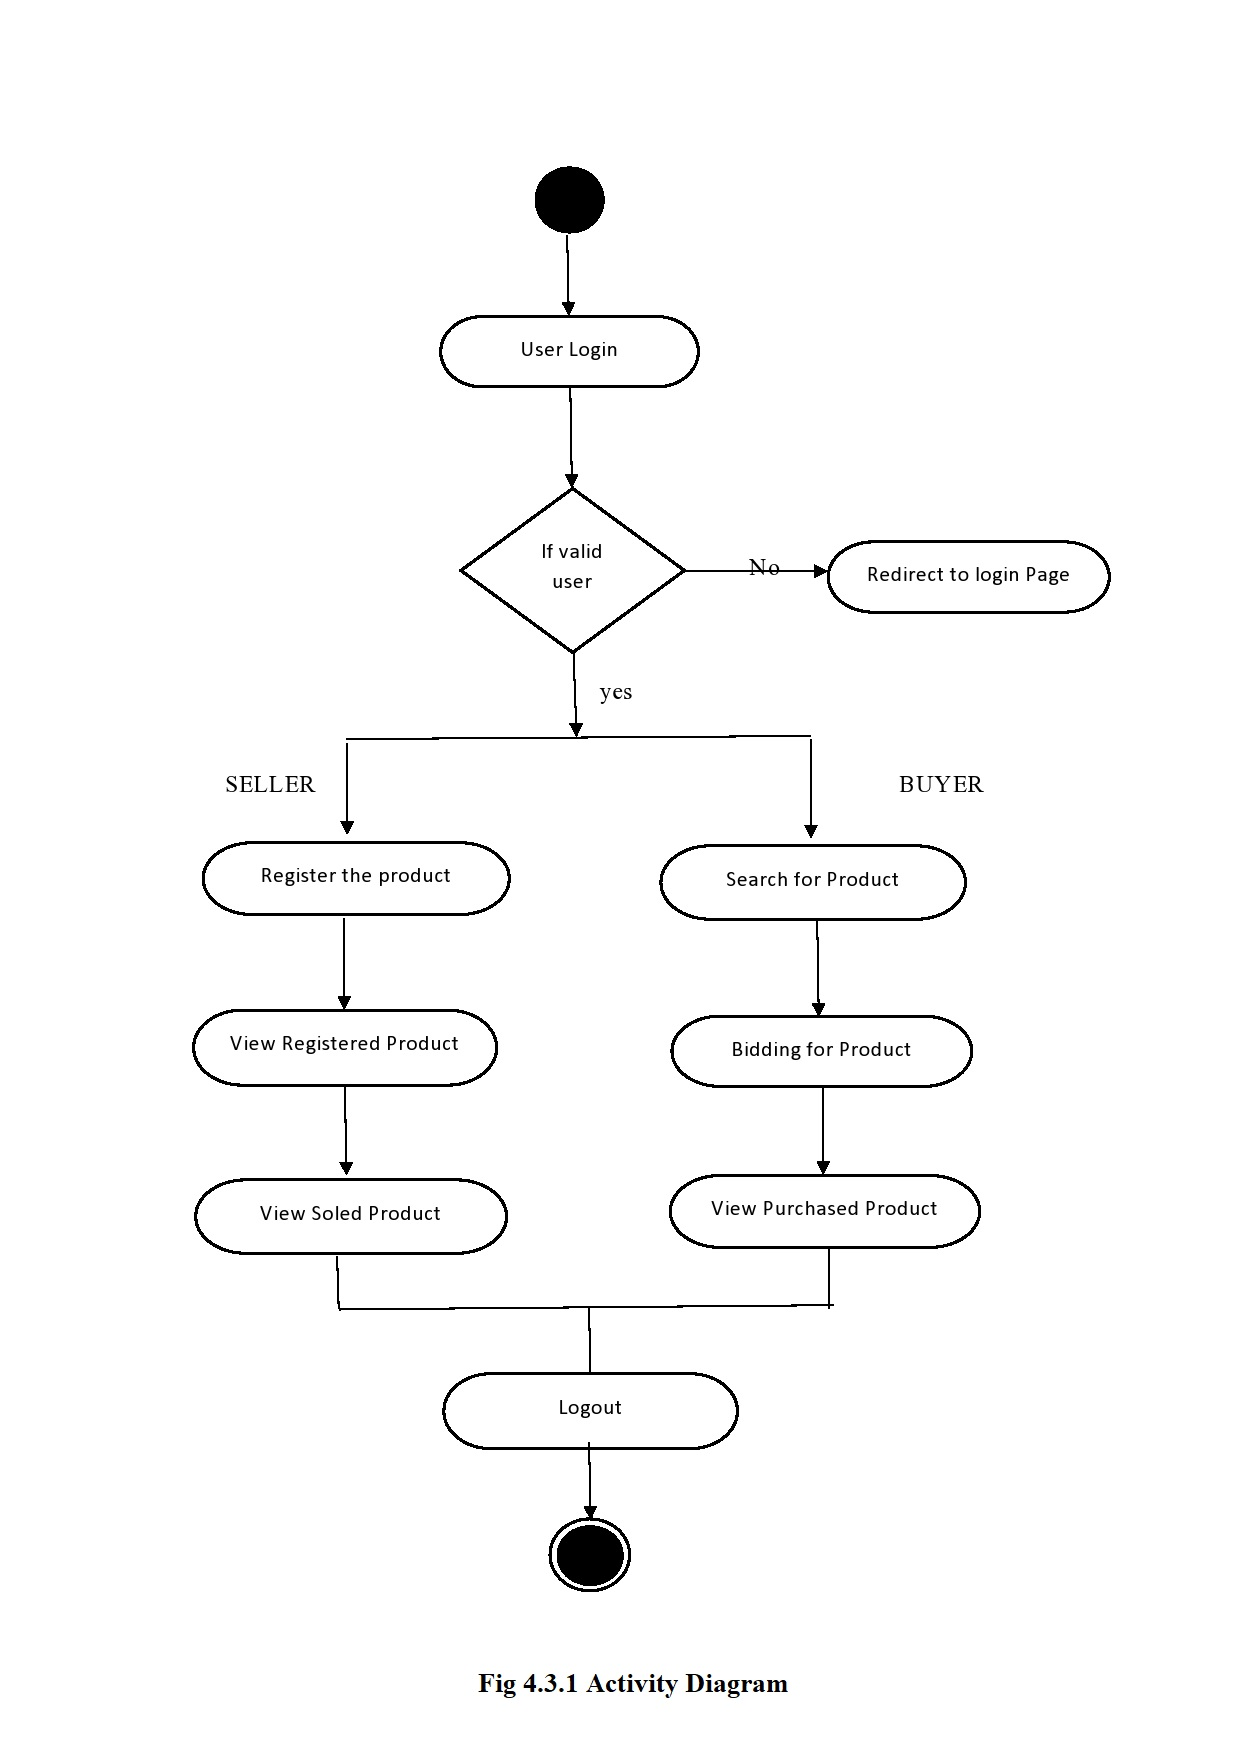 User Login
If valid
user
No
Redirect to login Page
yes
SELLER
BUYER
Register the product
Search for Product
View Registered Product
Bidding for Product
View Soled Product
View Purchased Product
Logout
Fig 4.3.1 Activity Diagram